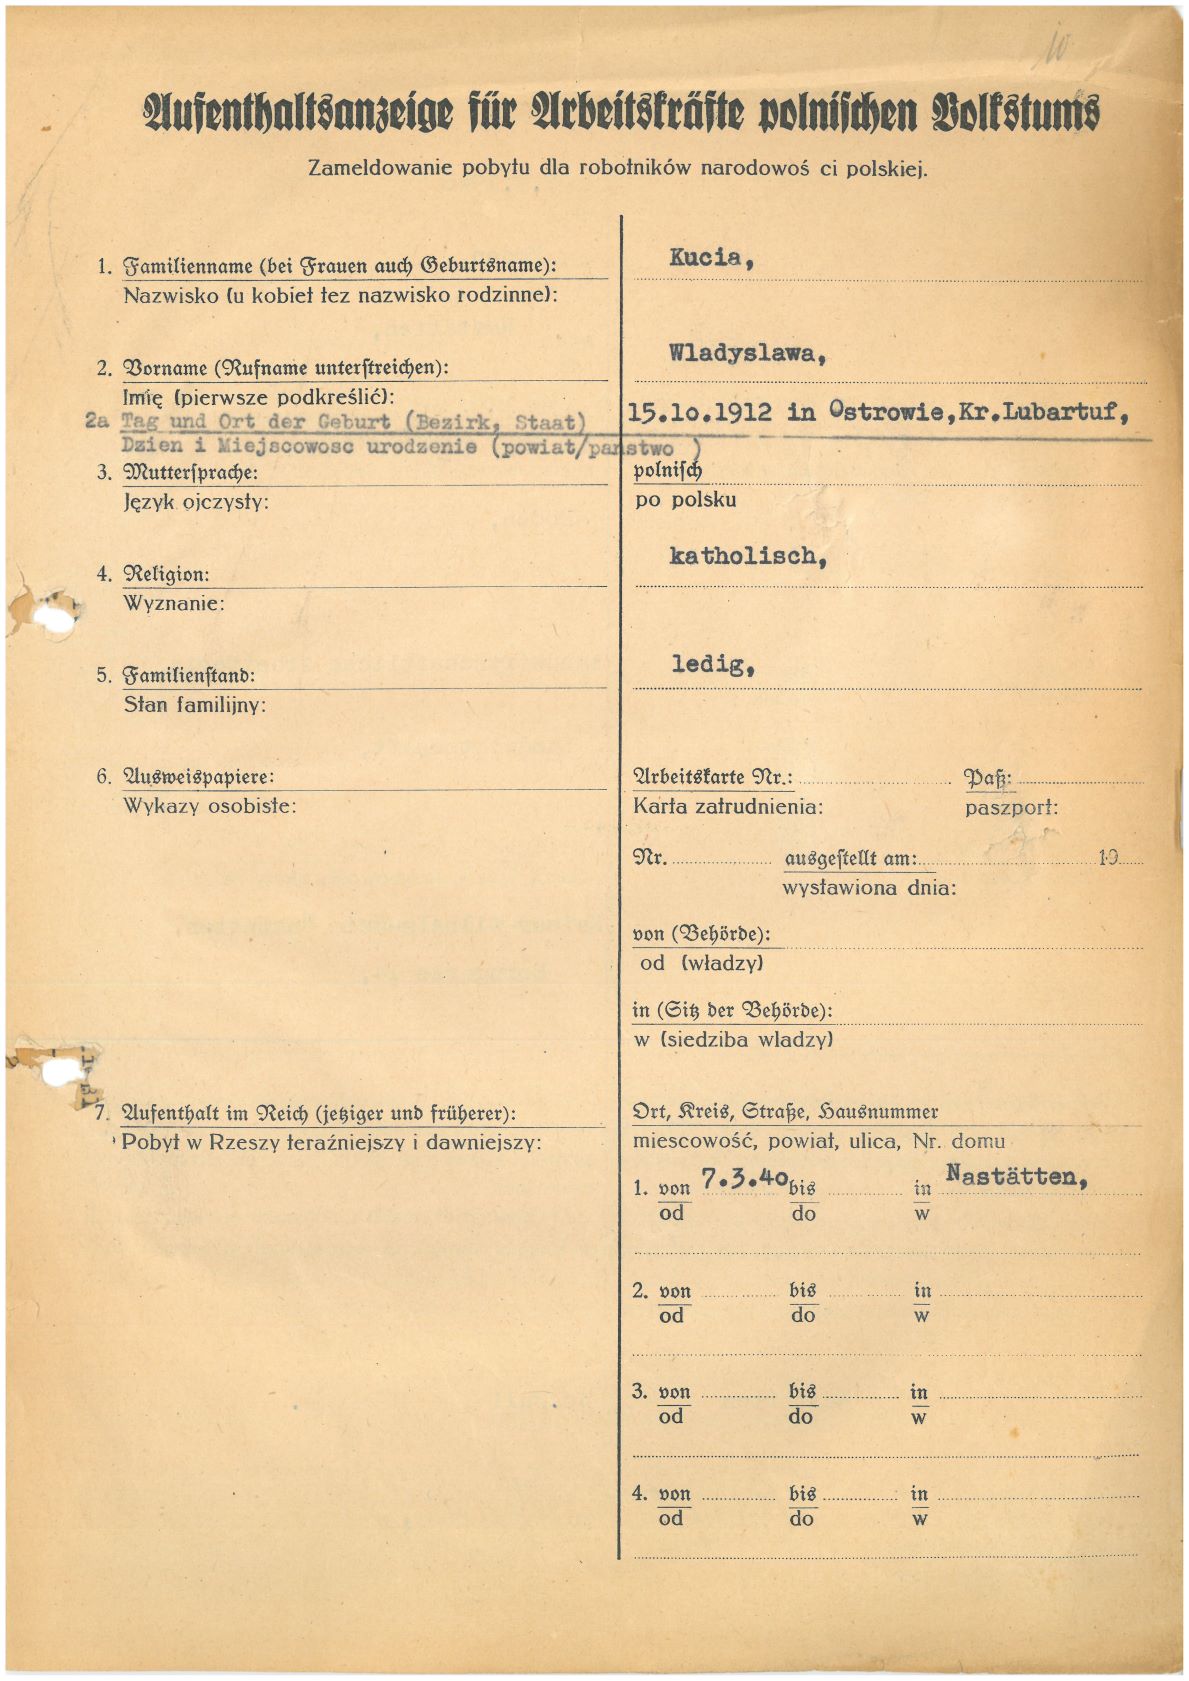 10
Aufenthaltsanzeige für Arbeitskräfte polnischen Volkstums
Zameldowanie pobytu dla robotników narodowoś ci polskiej.
1. Familienname (bei Frauen auch Geburtsname): Kucia,
Nazwisko (u kobiet tez nazwisko rodzinne):
2. Vorname (Rufname unterstreichen): Wladyslawa,
Imię (pierwsze podkreślić):
2a Tag und Ort der Geburt (Bezirk, Staat) 15.10.1912 in Ostrowie,Kr.Lubartuf,
Dzien i Miejscowosc urodzenie (powiat/panstwo )
3. Muttersprache: polnisch
Język ojczysty: po polsku
4. Religion: katholisch,
Wyznanie:
5. Familienstand: ledig,
Stan familijny:
6. Ausweispapiere: Arbeitskarte Nr.: Paß:
Wykazy osobiste: Karta zatrudnienia: paszport:
Nr. ausgestellt am: 19
wystawiona dnia:
von (Behörde):
od (władzy)
in (Sitz der Behörde):
w (siedziba wladzy)
7. Aufenthalt im Reich (jetziger und früherer): Ort, Kreis, Straße, Hausnummer
Pobyt w Rzeszy teraźniejszy i dawniejszy: miescowość, powiat, ulica, Nr. domu
1. von 7.3.40 bis in Nastätten,
od do w
2. von bis in
od do w
3. von bis in
od do w
4. von bis in
od do w